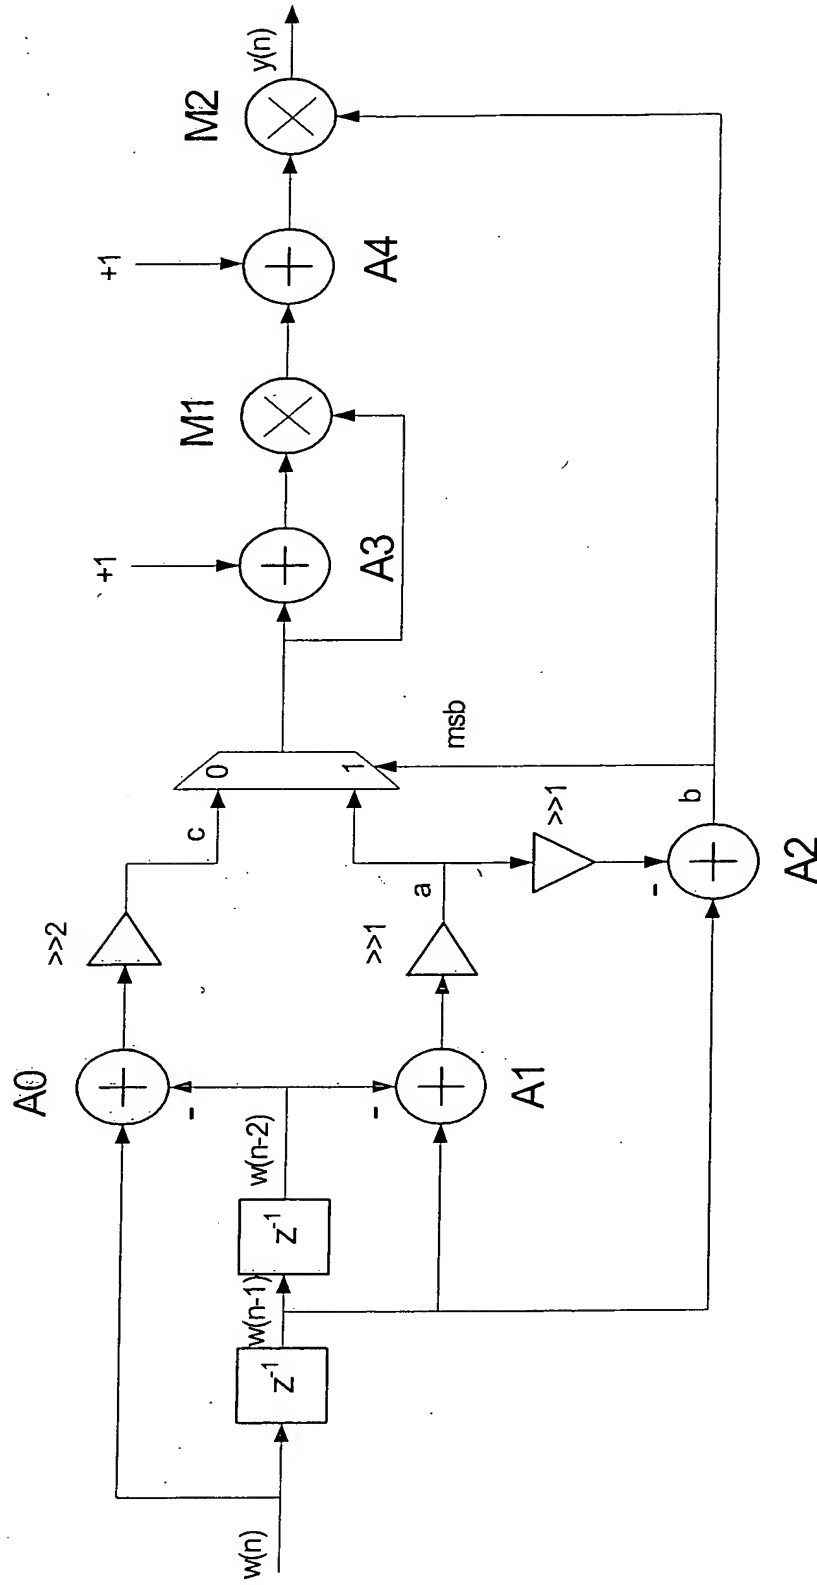 w(n)
z-1
w(n-1)
z-1
w(n-2)
A0
-
>>2
c
-
A1
>>1
a
0
1
>>1
-
A2
b
msb
+1
A3
M1
+1
A4
M2
y(n)